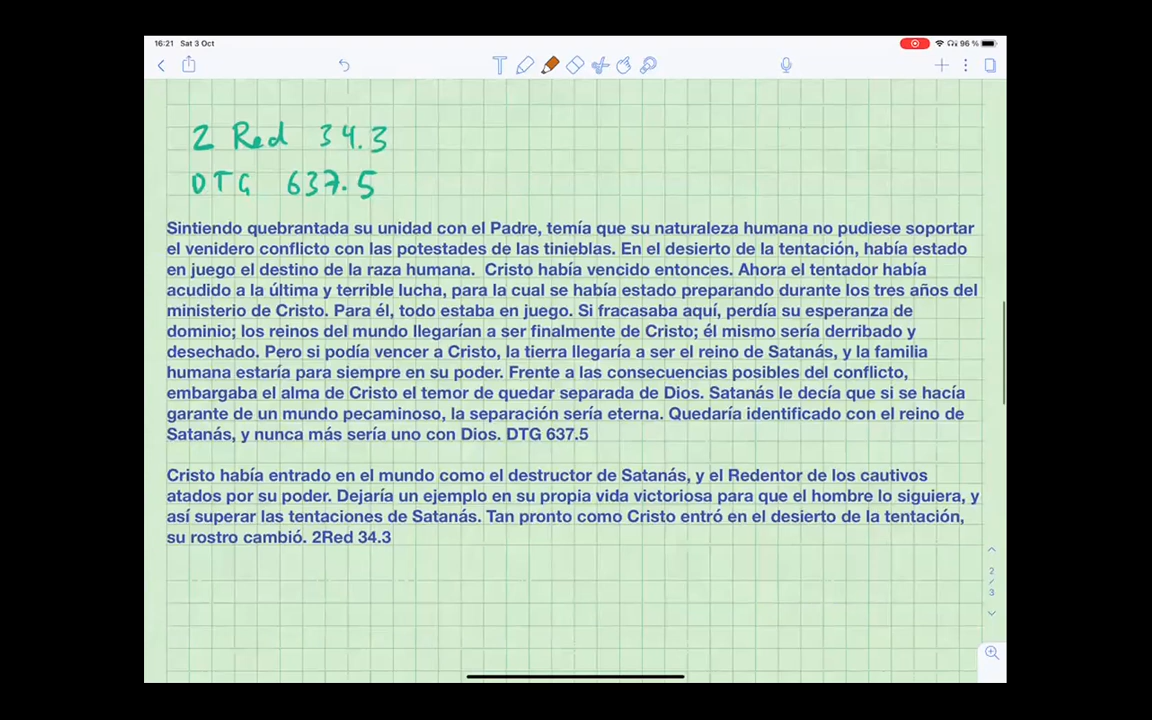 16:21 Sat 3 Oct
96 %
2 Red 34.3
DTG 637.5
Sintiendo quebrantada su unidad con el Padre, temía que su naturaleza humana no pudiese soportar
el venidero conflicto con las potestades de las tinieblas. En el desierto de la tentación, había estado
en juego el destino de la raza humana. Cristo había vencido entonces. Ahora el tentador había
acudido a la última y terrible lucha, para la cual se había estado preparando durante los tres años del
ministerio de Cristo. Para él, todo estaba en juego. Si fracasaba aquí, perdía su esperanza de
dominio; los reinos del mundo llegarían a ser finalmente de Cristo; él mismo sería derribado y
desechado. Pero si podía vencer a Cristo, la tierra llegaría a ser el reino de Satanás, y la familia
humana estaría para siempre en su poder. Frente a las consecuencias posibles del conflicto,
embargaba el alma de Cristo el temor de quedar separada de Dios. Satanás le decía que si se hacía
garante de un mundo pecaminoso, la separación sería eterna. Quedaría identificado con el reino de
Satanás, y nunca más sería uno con Dios. DTG 637.5
Cristo había entrado en el mundo como el destructor de Satanás, y el Redentor de los cautivos
atados por su poder. Dejaría un ejemplo en su propia vida victoriosa para que el hombre lo siguiera, y
así superar las tentaciones de Satanás. Tan pronto como Cristo entró en el desierto de la tentación,
su rostro cambió. 2Red 34.3
2
/
3